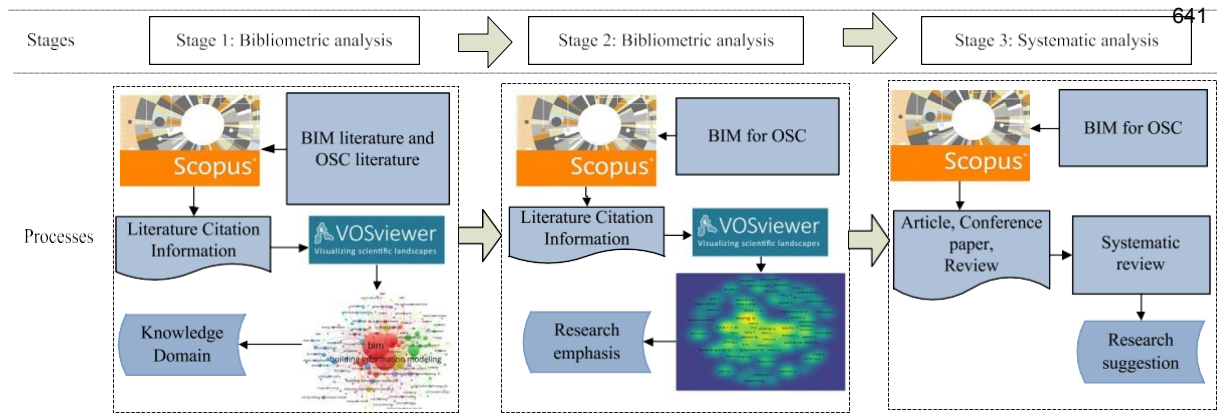 641
Stages
Stage 1: Bibliometric analysis
Stage 2: Bibliometric analysis
Stage 3: Systematic analysis
Processes
Scopus®
BIM literature and
OSC literature
Literature Citation
Information
VOSviewer
Visualizing scientific landscapes
bim
building information modeling
Knowledge
Domain
Scopus®
BIM for OSC
Literature Citation
Information
VOSviewer
Visualizing scientific landscapes
Research
emphasis
Scopus®
BIM for OSC
Article, Conference
paper,
Review
Systematic
review
Research
suggestion